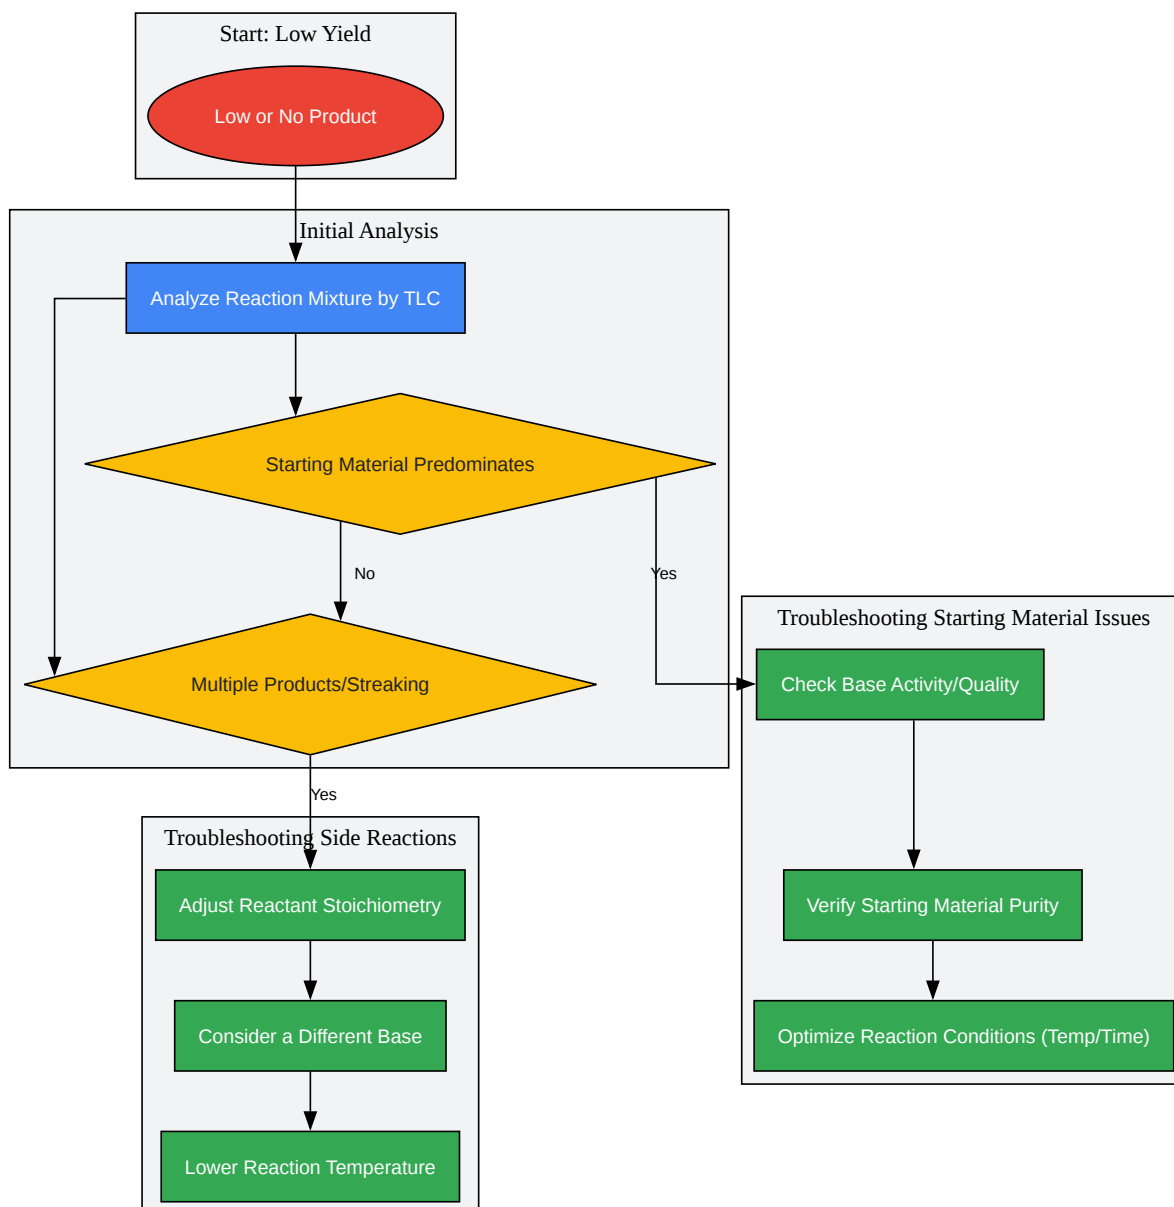 Start: Low Yield
Low or No Product
Initial Analysis
Analyze Reaction Mixture by TLC
Starting Material Predominates
No
Yes
Multiple Products/Streaking
Yes
Troubleshooting Starting Material Issues
Check Base Activity/Quality
Verify Starting Material Purity
Optimize Reaction Conditions (Temp/Time)
Troubleshooting Side Reactions
Adjust Reactant Stoichiometry
Consider a Different Base
Lower Reaction Temperature